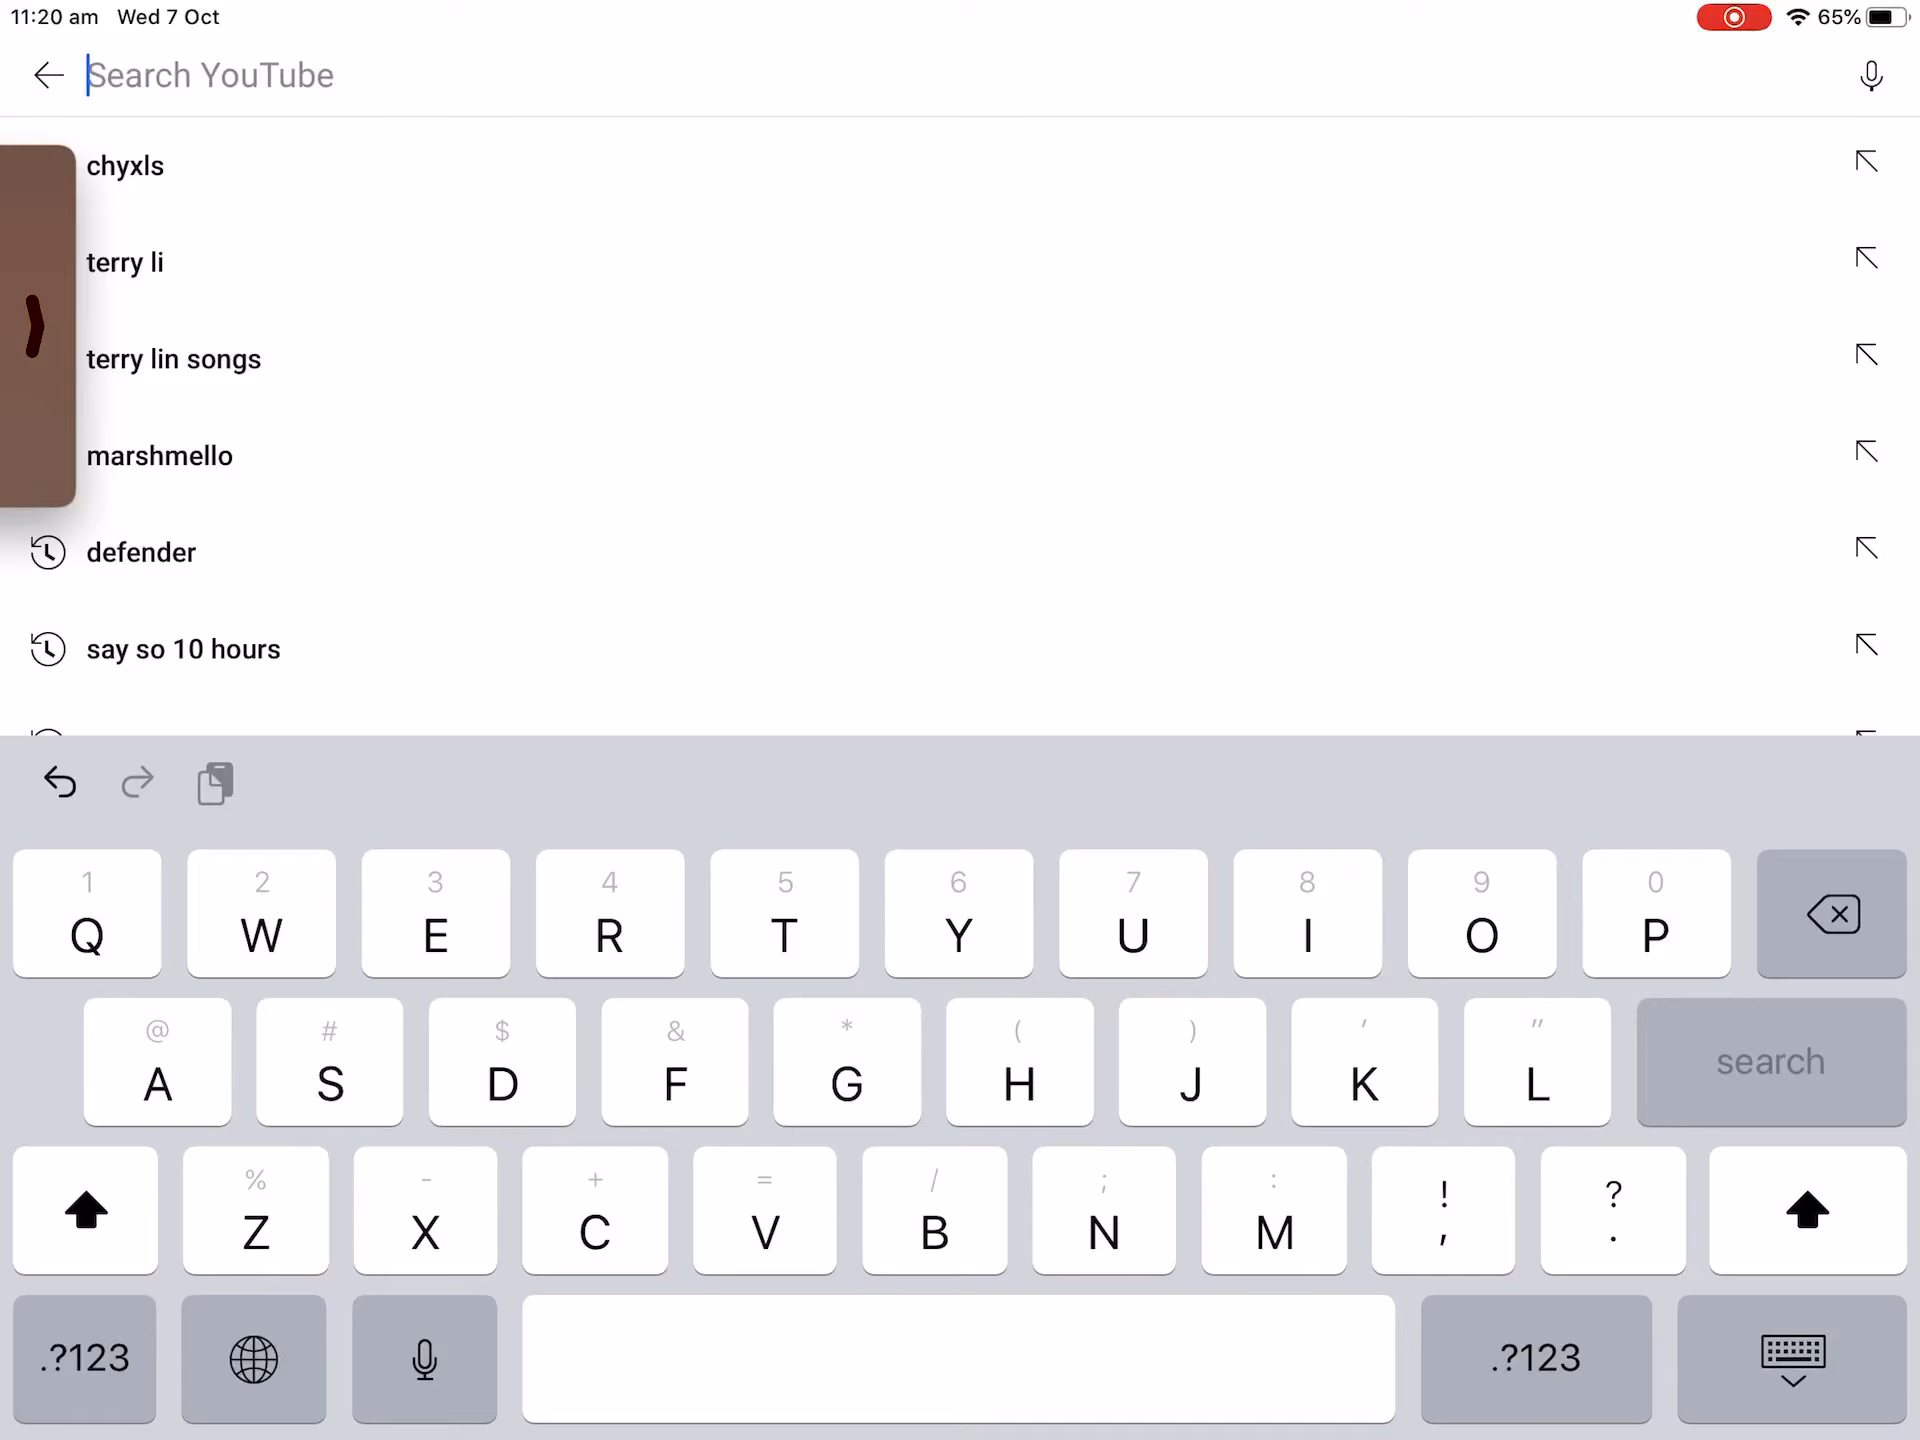 11:20 am Wed 7 Oct 65%
Search YouTube
chyxls
terry li
terry lin songs
marshmello
defender
say so 10 hours
1 2 3 4 5 6 7 8 9 0
Q W E R T Y U I O P
@ # $ & * ( ) ' "
A S D F G H J K L search
% - + = / ; : ! ?
Z X C V B N M , .
.?123 .?123